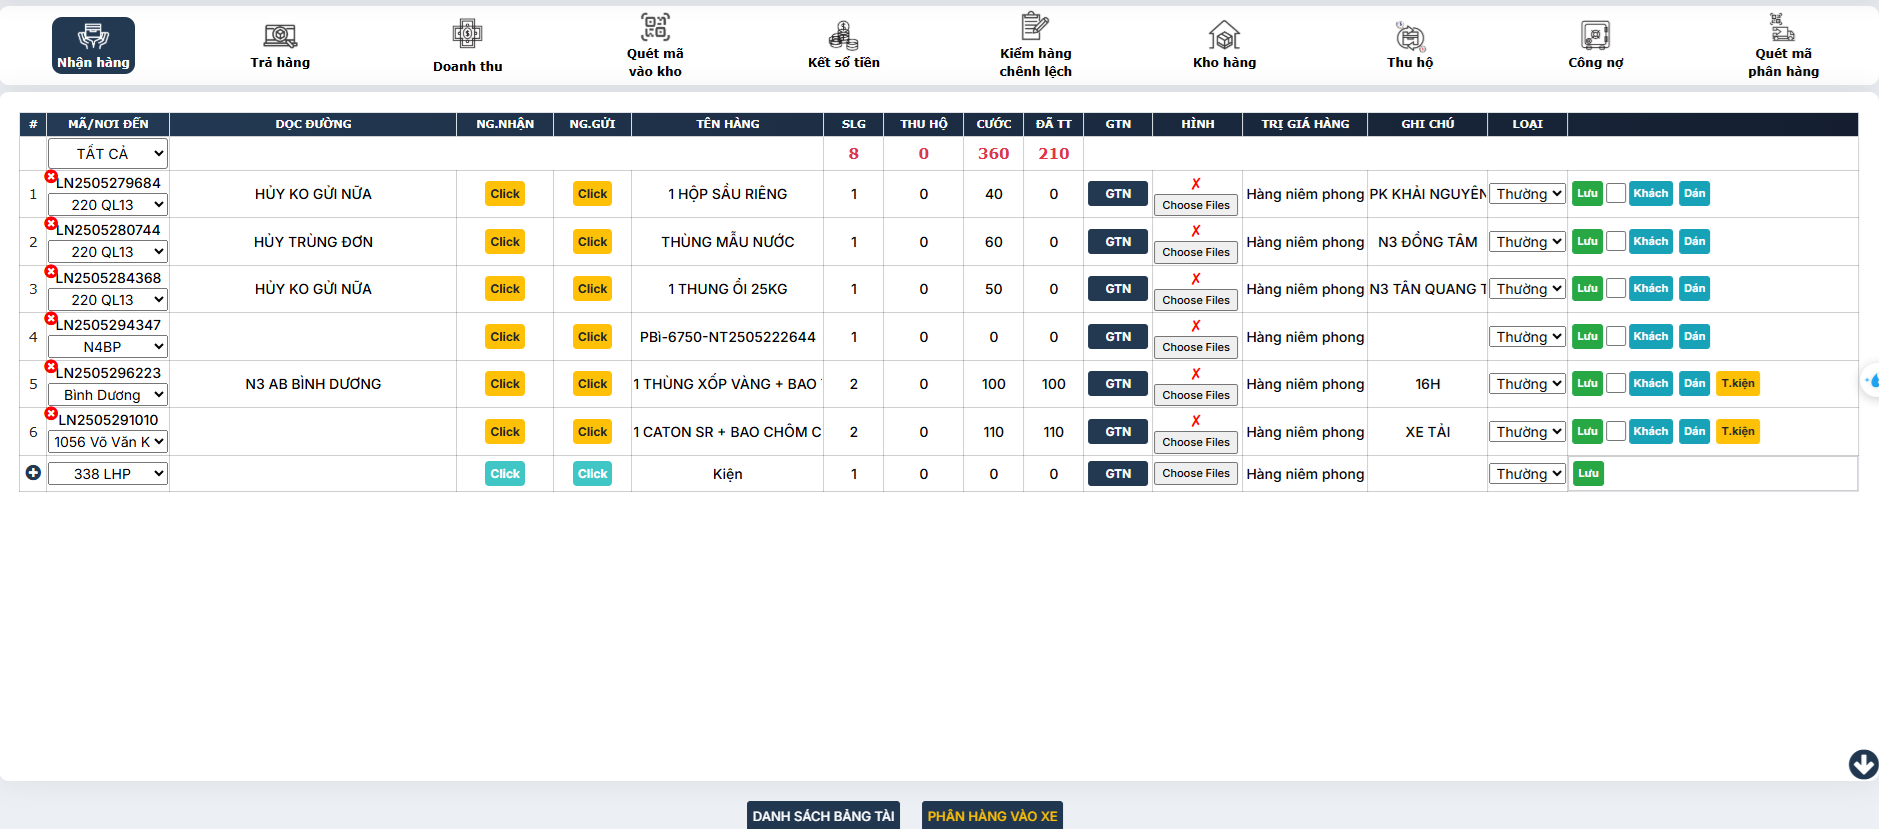 Nhận hàng
Trả hàng
Doanh thu
Quét mã
vào kho
Kết số tiền
Kiểm hàng
chênh lệch
Kho hàng
Thu hộ
Công nợ
Quét mã
phân hàng
# MÃ/NƠI ĐẾN DỌC ĐƯỜNG NG.NHẬN NG.GỬI TÊN HÀNG SLG THU HỘ CƯỚC ĐÃ TT GTN HÌNH TRỊ GIÁ HÀNG GHI CHÚ LOẠI
TẤT CẢ 8 0 360 210
LN2505279684
1 220 QL13 HỦY KO GỬI NỮA Click Click 1 HỘP SẦU RIÊNG 1 0 40 0 GTN ✗ Choose Files Hàng niêm phong PK KHẢI NGUYÊN Thường Lưu Khách Dán
LN2505280744
2 220 QL13 HỦY TRÙNG ĐƠN Click Click THÙNG MẪU NƯỚC 1 0 60 0 GTN ✗ Choose Files Hàng niêm phong N3 ĐỒNG TÂM Thường Lưu Khách Dán
LN2505284368
3 220 QL13 HỦY KO GỬI NỮA Click Click 1 THUNG ỔI 25KG 1 0 50 0 GTN ✗ Choose Files Hàng niêm phong N3 TÂN QUANG T Thường Lưu Khách Dán
LN2505294347
4 N4BP Click Click PBì-6750-NT2505222644 1 0 0 0 GTN ✗ Choose Files Hàng niêm phong Thường Lưu Khách Dán
LN2505296223
5 Bình Dương N3 AB BÌNH DƯƠNG Click Click 1 THÙNG XỐP VÀNG + BAO 2 0 100 100 GTN ✗ Choose Files Hàng niêm phong 16H Thường Lưu Khách Dán T.kiện
LN2505291010
6 1056 Võ Văn K Click Click 1 CATON SR + BAO CHÔM C 2 0 110 110 GTN ✗ Choose Files Hàng niêm phong XE TẢI Thường Lưu Khách Dán T.kiện
338 LHP Click Click Kiện 1 0 0 0 GTN Choose Files Hàng niêm phong Thường Lưu
DANH SÁCH BẢNG TÀI
PHÂN HÀNG VÀO XE